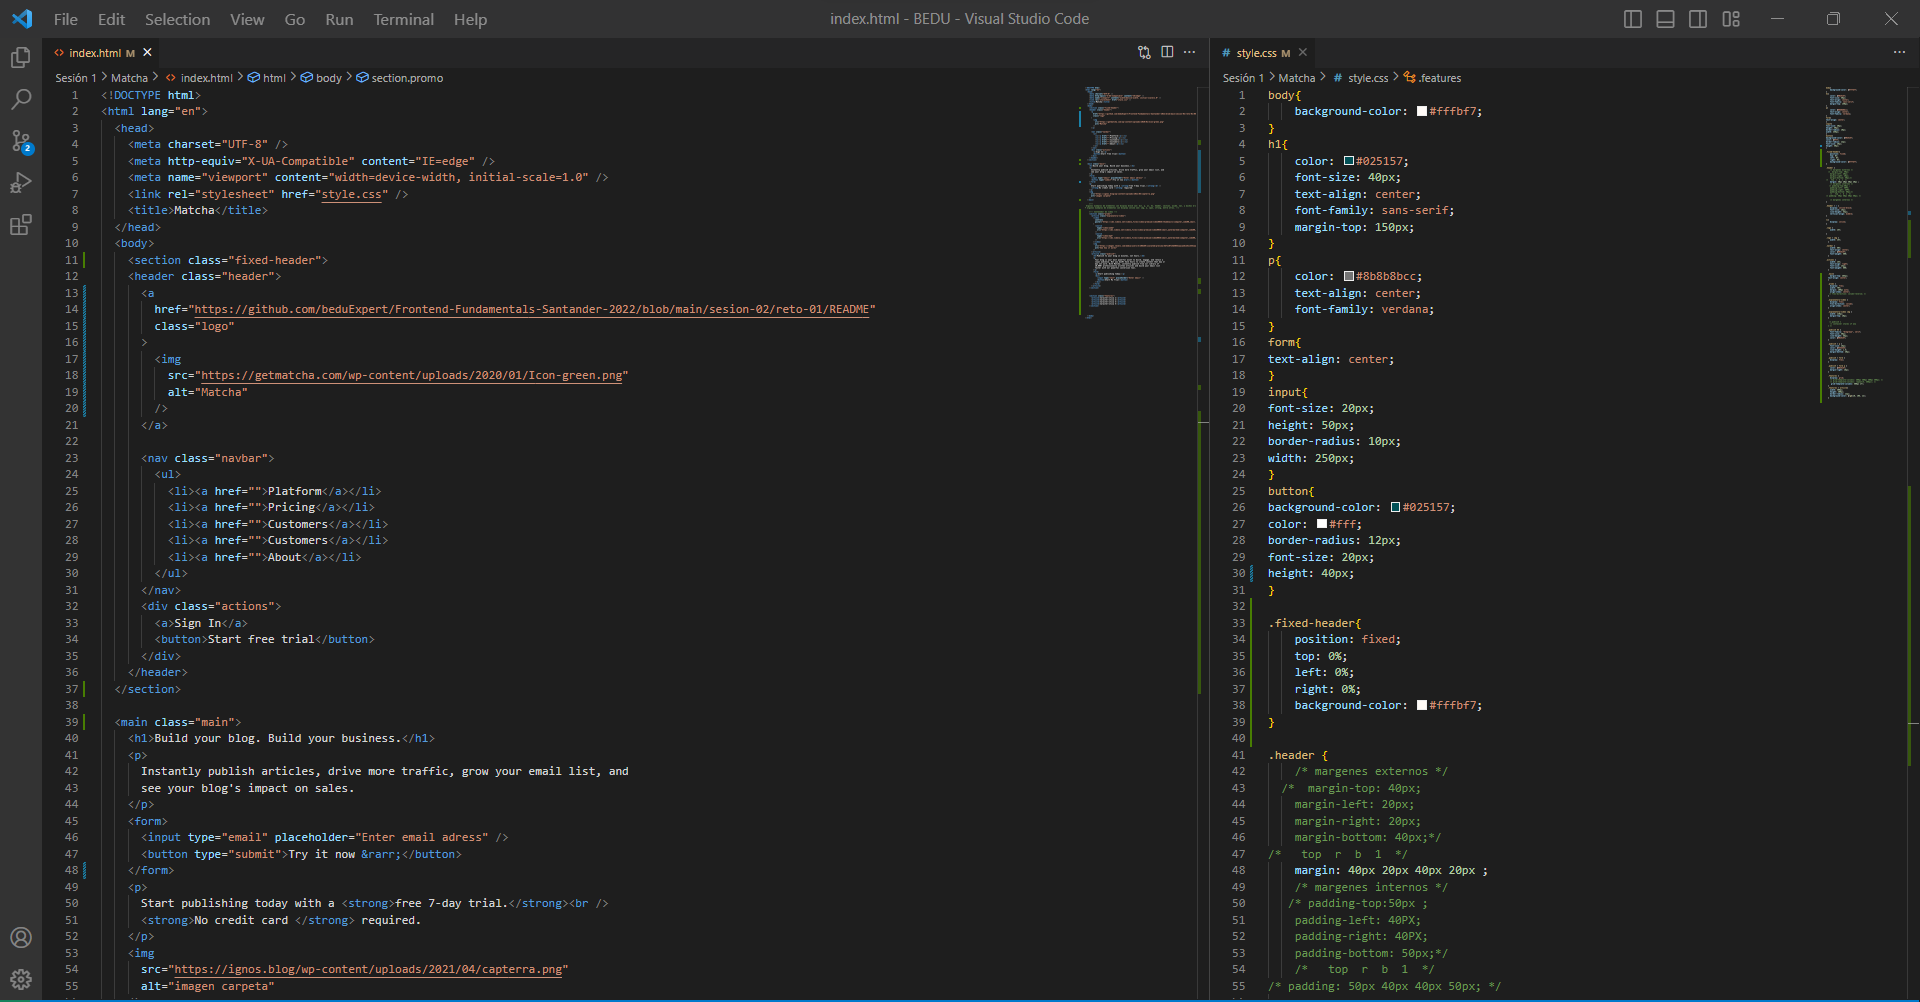 File Edit Selection View Go Run Terminal Help
index.html - BEDU - Visual Studio Code
index.html M
Sesión 1 > Matcha > index.html > html > body > section.promo
1 <!DOCTYPE html>
2 <html lang="en">
3 <head>
4 <meta charset="UTF-8" />
5 <meta http-equiv="X-UA-Compatible" content="IE=edge" />
6 <meta name="viewport" content="width=device-width, initial-scale=1.0" />
7 <link rel="stylesheet" href="style.css" />
8 <title>Matcha</title>
9 </head>
10 <body>
11 <section class="fixed-header">
12 <header class="header">
13 <a
14 href="https://github.com/beduExpert/Frontend-Fundamentals-Santander-2022/blob/main/sesion-02/reto-01/README"
15 class="logo"
16 >
17 <img
18 src="https://getmatcha.com/wp-content/uploads/2020/01/Icon-green.png"
19 alt="Matcha"
20 />
21 </a>
22
23 <nav class="navbar">
24 <ul>
25 <li><a href="">Platform</a></li>
26 <li><a href="">Pricing</a></li>
27 <li><a href="">Customers</a></li>
28 <li><a href="">Customers</a></li>
29 <li><a href="">About</a></li>
30 </ul>
31 </nav>
32 <div class="actions">
33 <a>Sign In</a>
34 <button>Start free trial</button>
35 </div>
36 </header>
37 </section>
38
39 <main class="main">
40 <h1>Build your blog. Build your business.</h1>
41 <p>
42 Instantly publish articles, drive more traffic, grow your email list, and
43 see your blog's impact on sales.
44 </p>
45 <form>
46 <input type="email" placeholder="Enter email adress" />
47 <button type="submit">Try it now &rarr;</button>
48 </form>
49 <p>
50 Start publishing today with a <strong>free 7-day trial.</strong><br />
51 <strong>No credit card </strong> required.
52 </p>
53 <img
54 src="https://ignos.blog/wp-content/uploads/2021/04/capterra.png"
55 alt="imagen carpeta"
style.css M
Sesión 1 > Matcha > # style.css > .features
1 body{
2 background-color: #fffbf7;
3 }
4 h1{
5 color: #025157;
6 font-size: 40px;
7 text-align: center;
8 font-family: sans-serif;
9 margin-top: 150px;
10 }
11 p{
12 color: #8b8b8bcc;
13 text-align: center;
14 font-family: verdana;
15 }
16 form{
17 text-align: center;
18 }
19 input{
20 font-size: 20px;
21 height: 50px;
22 border-radius: 10px;
23 width: 250px;
24 }
25 button{
26 background-color: #025157;
27 color: #fff;
28 border-radius: 12px;
29 font-size: 20px;
30 height: 40px;
31 }
32
33 .fixed-header{
34 position: fixed;
35 top: 0%;
36 left: 0%;
37 right: 0%;
38 background-color: #fffbf7;
39 }
40
41 .header {
42 /* margenes externos */
43 /* margin-top: 40px;
44 margin-left: 20px;
45 margin-right: 20px;
46 margin-bottom: 40px;*/
47 /* top r b l */
48 margin: 40px 20px 40px 20px ;
49 /* margenes internos */
50 /* padding-top:50px ;
51 padding-left: 40PX;
52 padding-right: 40PX;
53 padding-bottom: 50px;*/
54 /* top r b l */
55 /* padding: 50px 40px 40px 50px; */
2